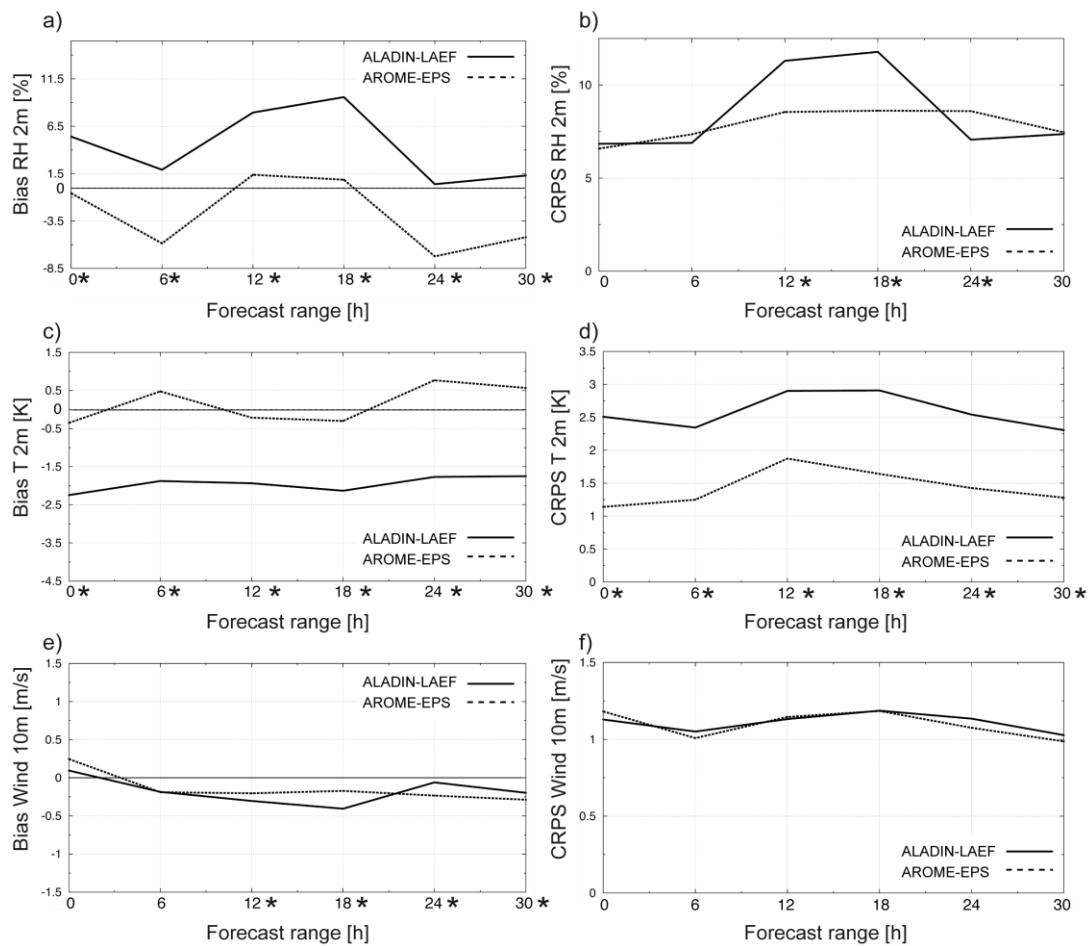 a)
Bias RH 2m [%]
11.5
6.5
1.5
0
-3.5
-8.5
ALADIN-LAEF
AROME-EPS
0* 6* 12* 18* 24* 30*
Forecast range [h]
b)
CRPS RH 2m [%]
10
5
0
ALADIN-LAEF
AROME-EPS
0 6 12* 18* 24* 30
Forecast range [h]
c)
Bias T 2m [K]
1.5
0.5
0
-0.5
-1.5
-2.5
-3.5
-4.5
ALADIN-LAEF
AROME-EPS
0* 6* 12* 18* 24* 30*
Forecast range [h]
d)
CRPS T 2m [K]
3.5
3
2.5
2
1.5
1
0.5
0
ALADIN-LAEF
AROME-EPS
0* 6* 12* 18* 24* 30*
Forecast range [h]
e)
Bias Wind 10m [m/s]
1.5
1
0.5
0
-0.5
-1
-1.5
ALADIN-LAEF
AROME-EPS
0 6 12* 18* 24* 30*
Forecast range [h]
f)
CRPS Wind 10m [m/s]
1.5
1
0.5
0
ALADIN-LAEF
AROME-EPS
0 6 12 18 24 30
Forecast range [h]